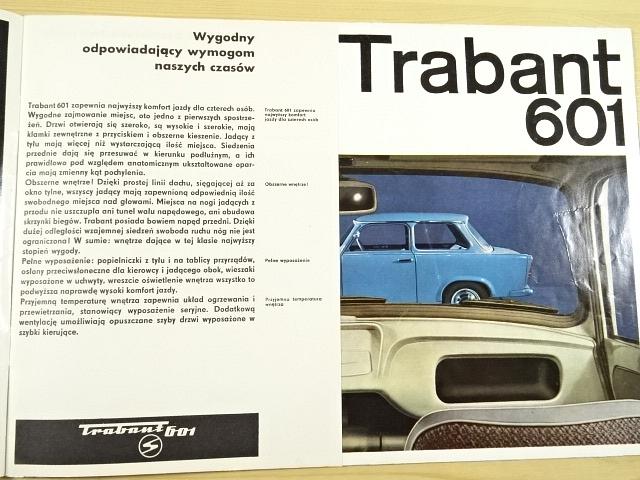 Wygodny
odpowiadający wymogom
naszych czasów
Trabant 601 zapewnia najwyższy komfort jazdy dla czterech osób.
Wygodne zajmowanie miejsc, oto jedno z pierwszych spostrze-
żeń. Drzwi otwierają się szeroko, są wysokie i szerokie, mają
klamki zewnętrzne z przyciskiem i obszerne kieszenie. Jadący z
tyłu mają więcej niż wystarczającą ilość miejsca. Siedzenia
przednie dają się przesuwać w kierunku podłużnym, a ich
prawidłowo pod względem anatomicznym ukształtowane opar-
cia mają zmienny kąt pochylenia.
Obszerne wnętrze! Dzięki prostej linii dachu, sięgającej aż za
okno tylne, wszyscy jadący mają zapewnioną odpowiednią ilość
swobodnego miejsca nad głowami. Miejsca na nogi jadących z
przodu nie uszczupla ani tunel wału napędowego, ani obudowa
skrzynki biegów. Trabant posiada bowiem napęd przedni. Dzięki
dużej odległości wzajemnej siedzeń swoboda ruchu nóg nie jest
ograniczona! W sumie: wnętrze dające w tej klasie najwyższy
stopień wygody.
Pełne wyposażenie: popielniczki z tyłu i na tablicy przyrządów,
osłony przeciwsłoneczne dla kierowcy i jadącego obok, wieszaki
wyposażone w uchwyty, wreszcie oświetlenie wnętrza wszystko to
podwyższa naprawdę wysoki komfort jazdy.
Przyjemną temperaturę wnętrza zapewnia układ ogrzewania i
przewietrzania, stanowiący wyposażenie seryjne. Dodatkową
wentylację umożliwiają opuszczane szyby drzwi wyposażone w
szybki kierujące.
Trabant 601 zapewnia
najwyższy komfort
jazdy dla czterech osób
Obszerne wnętrze!
Pełne wyposażenie
Przyjemna temperatura
wnętrza
Trabant 601
Trabant
601